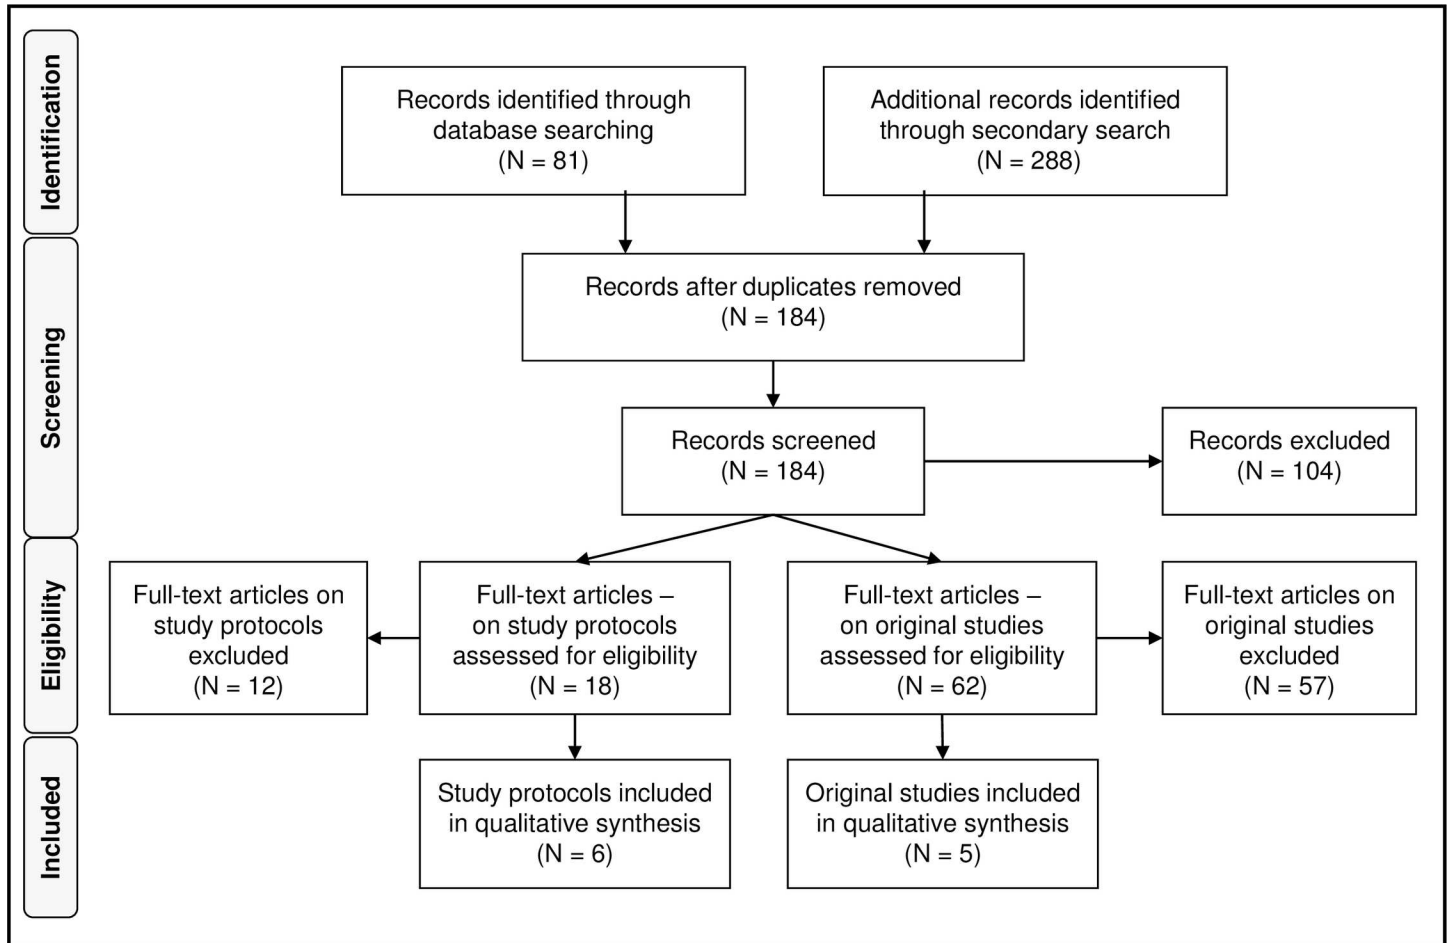 Identification
Records identified through
database searching
(N = 81)
Additional records identified
through secondary search
(N = 288)
Screening
Records after duplicates removed
(N = 184)
Records screened
(N = 184)
Records excluded
(N = 104)
Eligibility
Full-text articles on
study protocols
excluded
(N = 12)
Full-text articles –
on study protocols
assessed for eligibility
(N = 18)
Full-text articles –
on original studies
assessed for eligibility
(N = 62)
Full-text articles on
original studies
excluded
(N = 57)
Included
Study protocols included
in qualitative synthesis
(N = 6)
Original studies included
in qualitative synthesis
(N = 5)